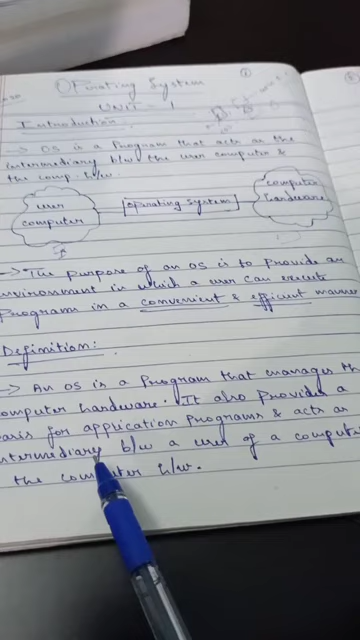 Operating System
UNIT - 1
Introduction
→ OS is a Program that acts as the
intermediary b/w the user computer &
the comp. h/w.
user
computer
operating system
computer
hardware
→ The purpose of an OS is to provide an
environment in which a user can execute
Program in a convenient & efficient manner
Definition:
→ An OS is a Program that manages th
computer hardware. It also provides a
basis for application programs & acts as
intermediary b/w a user of a compute
the computer h/w.